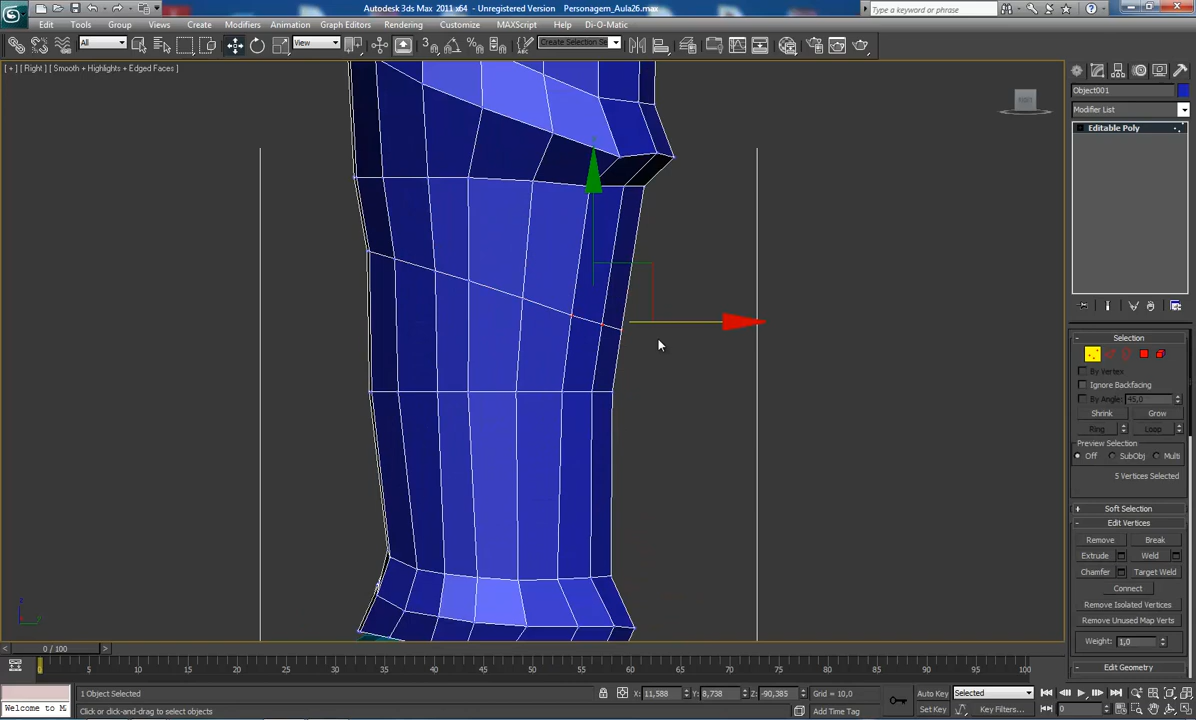 Autodesk 3ds Max 2011 x64 - Unregistered Version Personagem_Aula26.max
Type a keyword or phrase
Edit Tools Group Views Create Modifiers Animation Graph Editors Rendering Customize MAXScript Help Di-O-Matic
All View Create Selection Se
[ + ] [ Right ] [ Smooth + Highlights + Edged Faces ]
Object001
Modifier List
Editable Poly
Selection
By Vertex
Ignore Backfacing
By Angle: 45,0
Shrink Grow
Ring Loop
Preview Selection
Off SubObj Multi
5 Vertices Selected
Soft Selection
Edit Vertices
Remove Break
Extrude Weld
Chamfer Target Weld
Connect
Remove Isolated Vertices
Remove Unused Map Verts
Weight: 1,0
Edit Geometry
0 / 100
0 5 10 15 20 25 30 35 40 45 50 55 60 65 70 75 80 85 90 95 100
1 Object Selected X: 11,588 Y: 8,738 Z: -90,385 Grid = 10,0 Auto Key Selected
Welcome to M Click or click-and-drag to select objects Add Time Tag Set Key Key Filters... 0